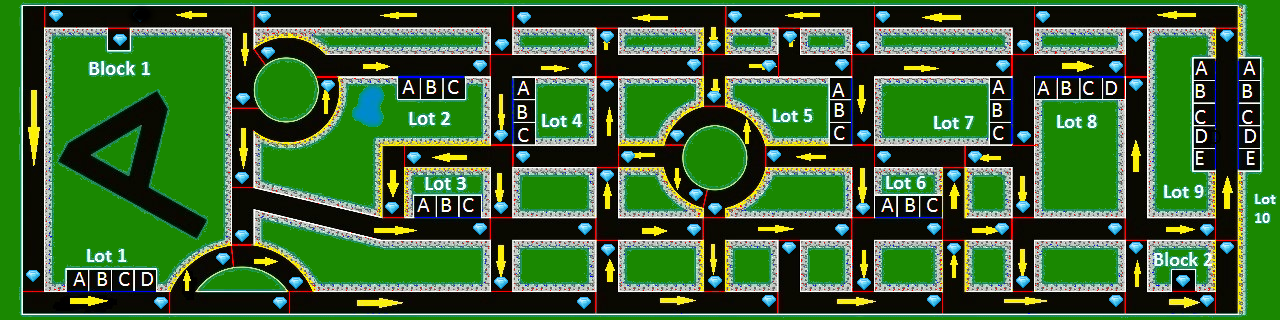 Block 1
A
Lot 1
A B C D
A B C
Lot 2
Lot 3
A B C
A
B
C
Lot 4
Lot 5
A
B
C
Lot 6
A B C
Lot 7
A
B
C
A B C D
Lot 8
A
B
C
D
E
Lot 9
A
B
C
D
E
Lot
10
Block 2